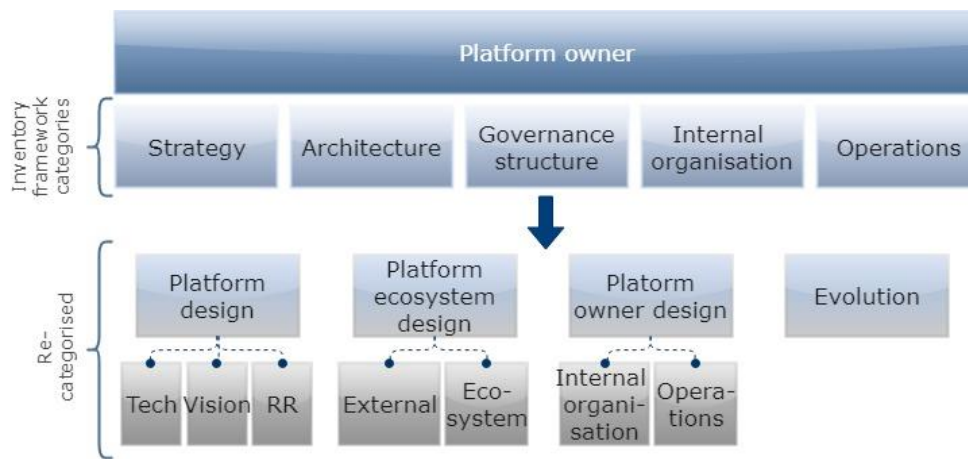 Platform owner
Inventory
framework
categories
Strategy
Architecture
Governance
structure
Internal
organisation
Operations
Re-
categorised
Platform
design
Platform
ecosystem
design
Platorm
owner design
Evolution
Tech
Vision
RR
External
Eco-
system
Internal
organi-
sation
Opera-
tions